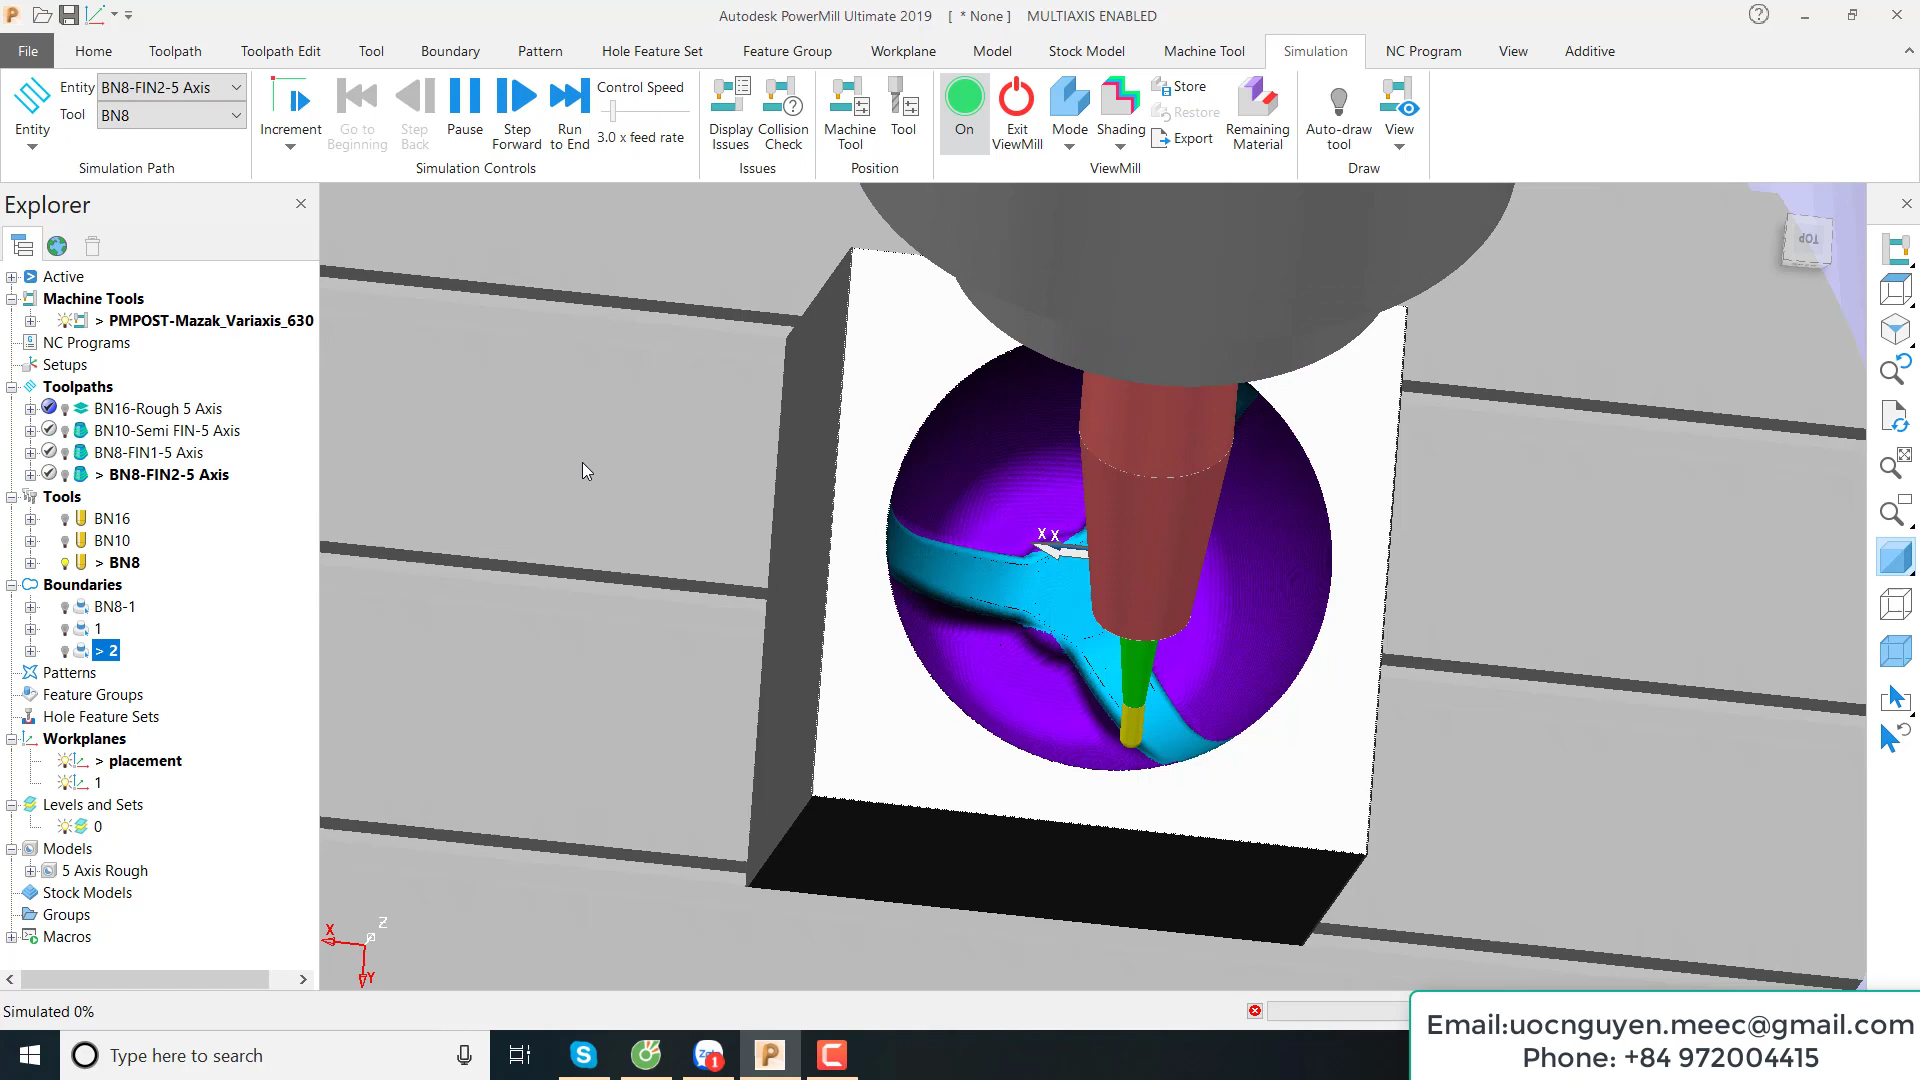 Autodesk PowerMill Ultimate 2019 [ * None ] MULTIAXIS ENABLED
File Home Toolpath Toolpath Edit Tool Boundary Pattern Hole Feature Set Feature Group Workplane Model Stock Model Machine Tool Simulation NC Program View Additive
Entity
Entity BN8-FIN2-5 Axis
Tool BN8
Simulation Path
Increment
Go to Beginning
Step Back
Pause
Step Forward
Run to End
Control Speed
3.0 x feed rate
Simulation Controls
Display Issues
Collision Check
Issues
Machine Tool
Tool
Position
On
Exit ViewMill
Mode
Shading
Store
Restore
Export
Remaining Material
ViewMill
Auto-draw tool
View
Draw
Explorer
Active
Machine Tools
> PMPOST-Mazak_Variaxis_630
NC Programs
Setups
Toolpaths
BN16-Rough 5 Axis
BN10-Semi FIN-5 Axis
BN8-FIN1-5 Axis
> BN8-FIN2-5 Axis
Tools
BN16
BN10
> BN8
Boundaries
BN8-1
1
> 2
Patterns
Feature Groups
Hole Feature Sets
Workplanes
> placement
1
Levels and Sets
0
Models
5 Axis Rough
Stock Models
Groups
Macros
TOP
X X
Z
X
Y
Simulated 0%
Type here to search
1
Email:uocnguyen.meec@gmail.com
Phone: +84 972004415